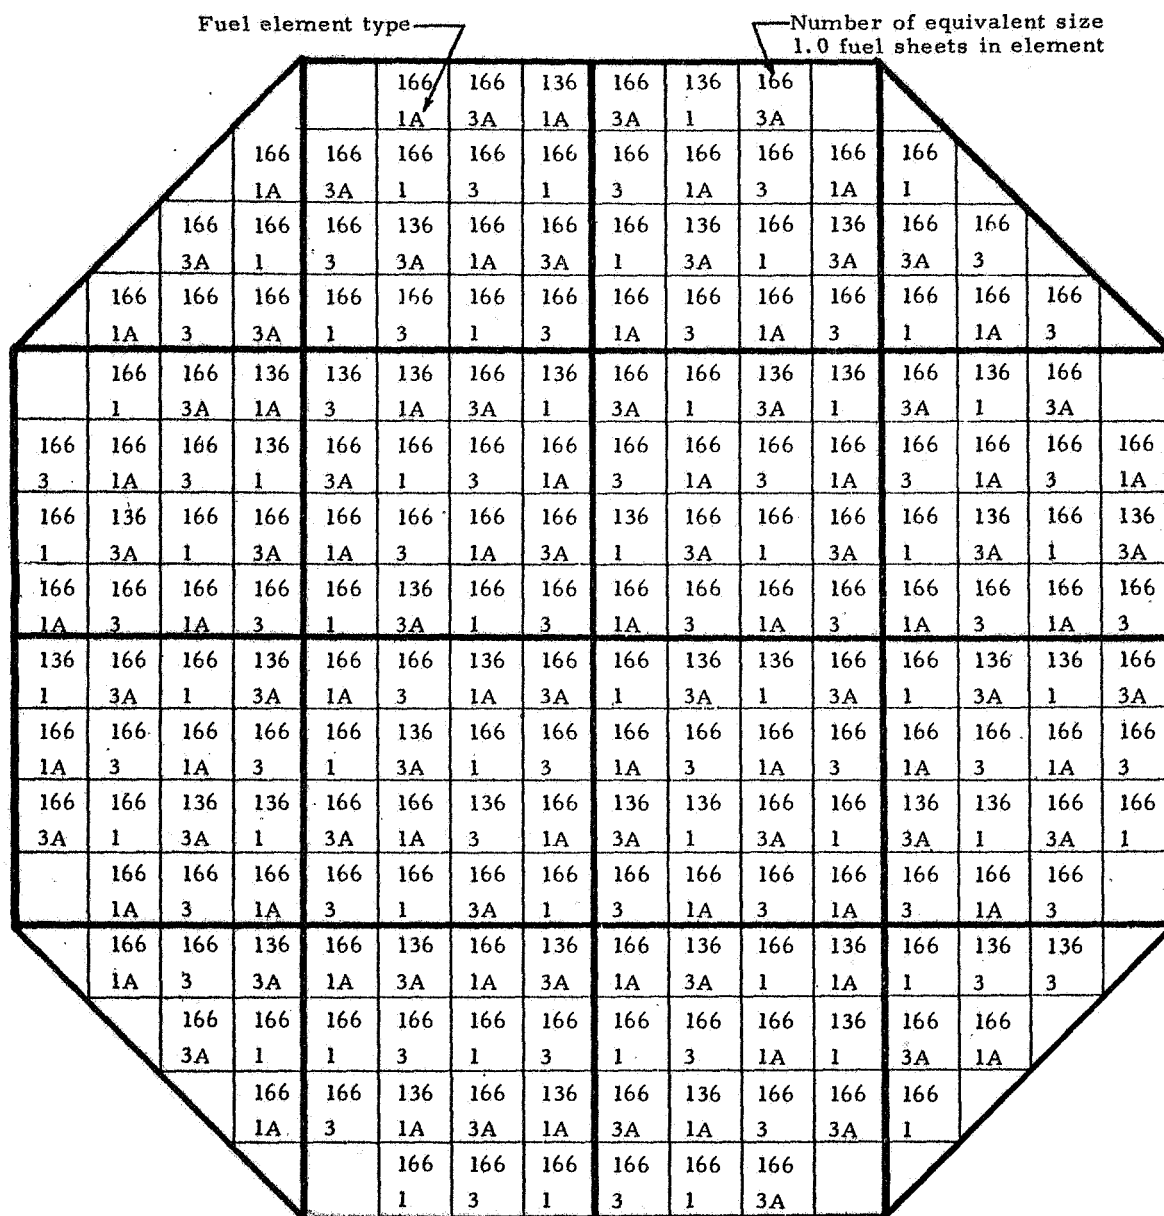 Fuel element type
Number of equivalent size
1.0 fuel sheets in element
166 166 136 166 136 166
1A 3A 1A 3A 1 3A
166 166 166 166 166 166 166 166 166 166
1A 3A 1 3 1 3 1A 3 1A 1
166 166 166 136 166 166 166 136 166 136 166 166
3A 1 3 3A 1A 3A 1 3A 1 3A 3A 3
166 166 166 166 166 166 166 166 166 166 166 166 166 166
1A 3 3A 1 3 1 3 1A 3 1A 3 1 1A 3
166 166 136 136 136 166 136 166 166 136 136 166 136 166
1 3A 1A 3 1A 3A 1 3A 1 3A 1 3A 1 3A
166 166 166 136 166 166 166 166 166 166 166 166 166 166 166 166
3 1A 3 1 3A 1 3 1A 3 1A 3 1A 3 1A 3 1A
166 136 166 166 166 166 166 166 136 166 166 166 166 136 166 136
1 3A 1 3A 1A 3 1A 3A 1 3A 1 3A 1 3A 1 3A
166 166 166 166 166 136 166 166 166 166 166 166 166 166 166 166
1A 3 1A 3 1 3A 1 3 1A 3 1A 3 1A 3 1A 3
136 166 166 136 166 166 136 166 166 136 136 166 166 136 136 166
1 3A 1 3A 1A 3 1A 3A 1 3A 1 3A 1 3A 1 3A
166 166 166 166 166 136 166 166 166 166 166 166 166 166 166 166
1A 3 1A 3 1 3A 1 3 1A 3 1A 3 1A 3 1A 3
166 166 136 136 166 166 136 166 136 136 166 166 136 136 166 166
3A 1 3A 1 3A 1A 3 1A 3A 1 3A 1 3A 1 3A 1
166 166 166 166 166 166 166 166 166 166 166 166 166 166
1A 3 1A 3 1 3A 1 3 1A 3 1A 3 1A 3
166 166 136 166 136 166 136 166 136 166 136 166 136 136
1A 3 3A 1A 3A 1A 3A 1A 3A 1 1A 1 3 3
166 166 166 166 166 166 166 166 166 136 166 166
3A 1 1 3 1 3 1 3 1A 1 3A 1A
166 166 136 166 136 166 136 166 166 166
1A 3 1A 3A 1A 3A 1A 3 3A 1
166 166 166 166 166 166
1 3 1 3 1 3A